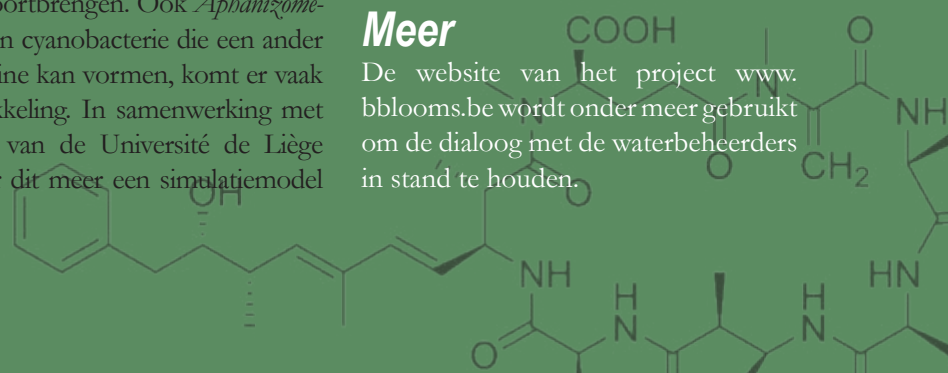 oortbrengen. Ook Aphanizome-
n cyanobacterie die een ander
ine kan vormen, komt er vaak
kkeling. In samenwerking met
van de Université de Liège
r dit meer een simulatiemodel
Meer
De website van het project www.
bblooms.be wordt onder meer gebruikt
om de dialoog met de waterbeheerders
in stand te houden.
COOH
O
N
N
NH
O
CH2
O
OH
NH
HN
H
N
H
N
O